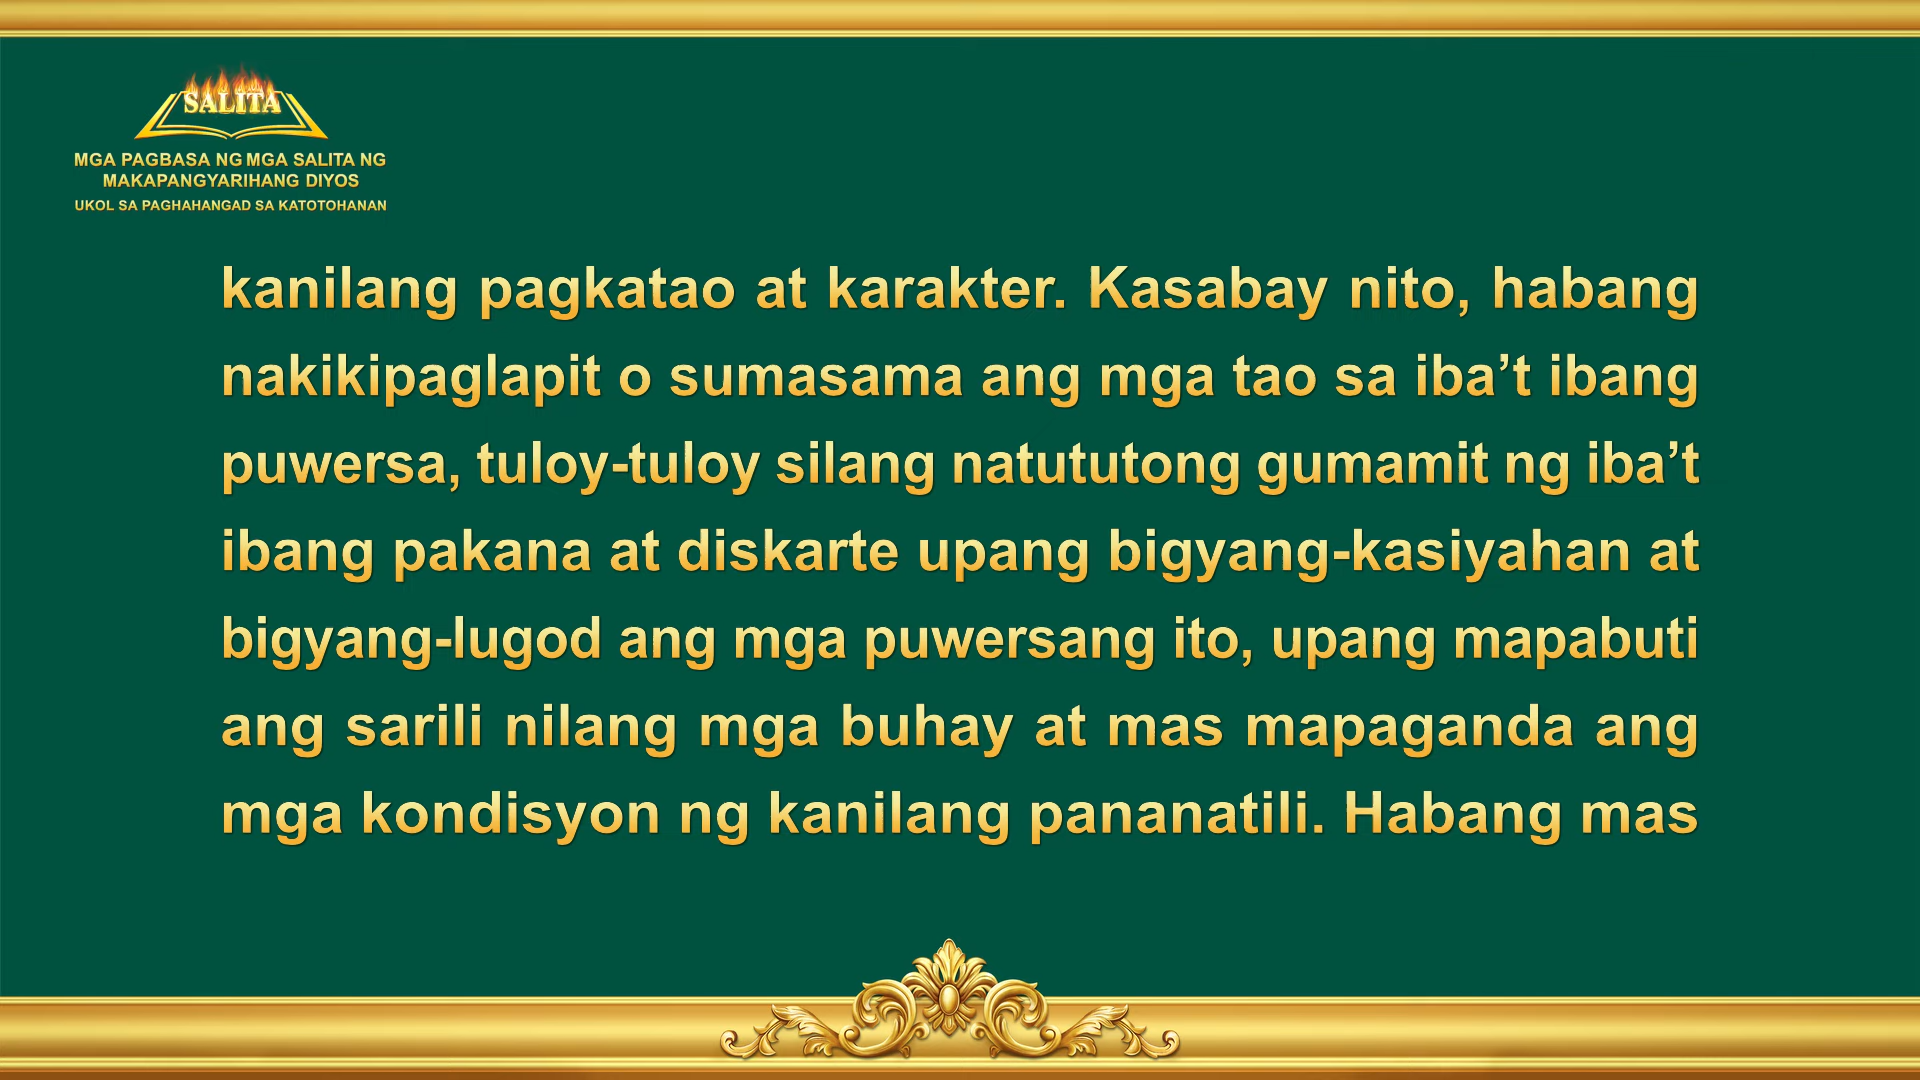 SALITA
MGA PAGBASA NG MGA SALITA NG
MAKAPANGYARIHANG DIYOS
UKOL SA PAGHAHANGAD SA KATOTOHANAN
kanilang pagkatao at karakter. Kasabay nito, habang
nakikipaglapit o sumasama ang mga tao sa iba’t ibang
puwersa, tuloy-tuloy silang natututong gumamit ng iba’t
ibang pakana at diskarte upang bigyang-kasiyahan at
bigyang-lugod ang mga puwersang ito, upang mapabuti
ang sarili nilang mga buhay at mas mapaganda ang
mga kondisyon ng kanilang pananatili. Habang mas